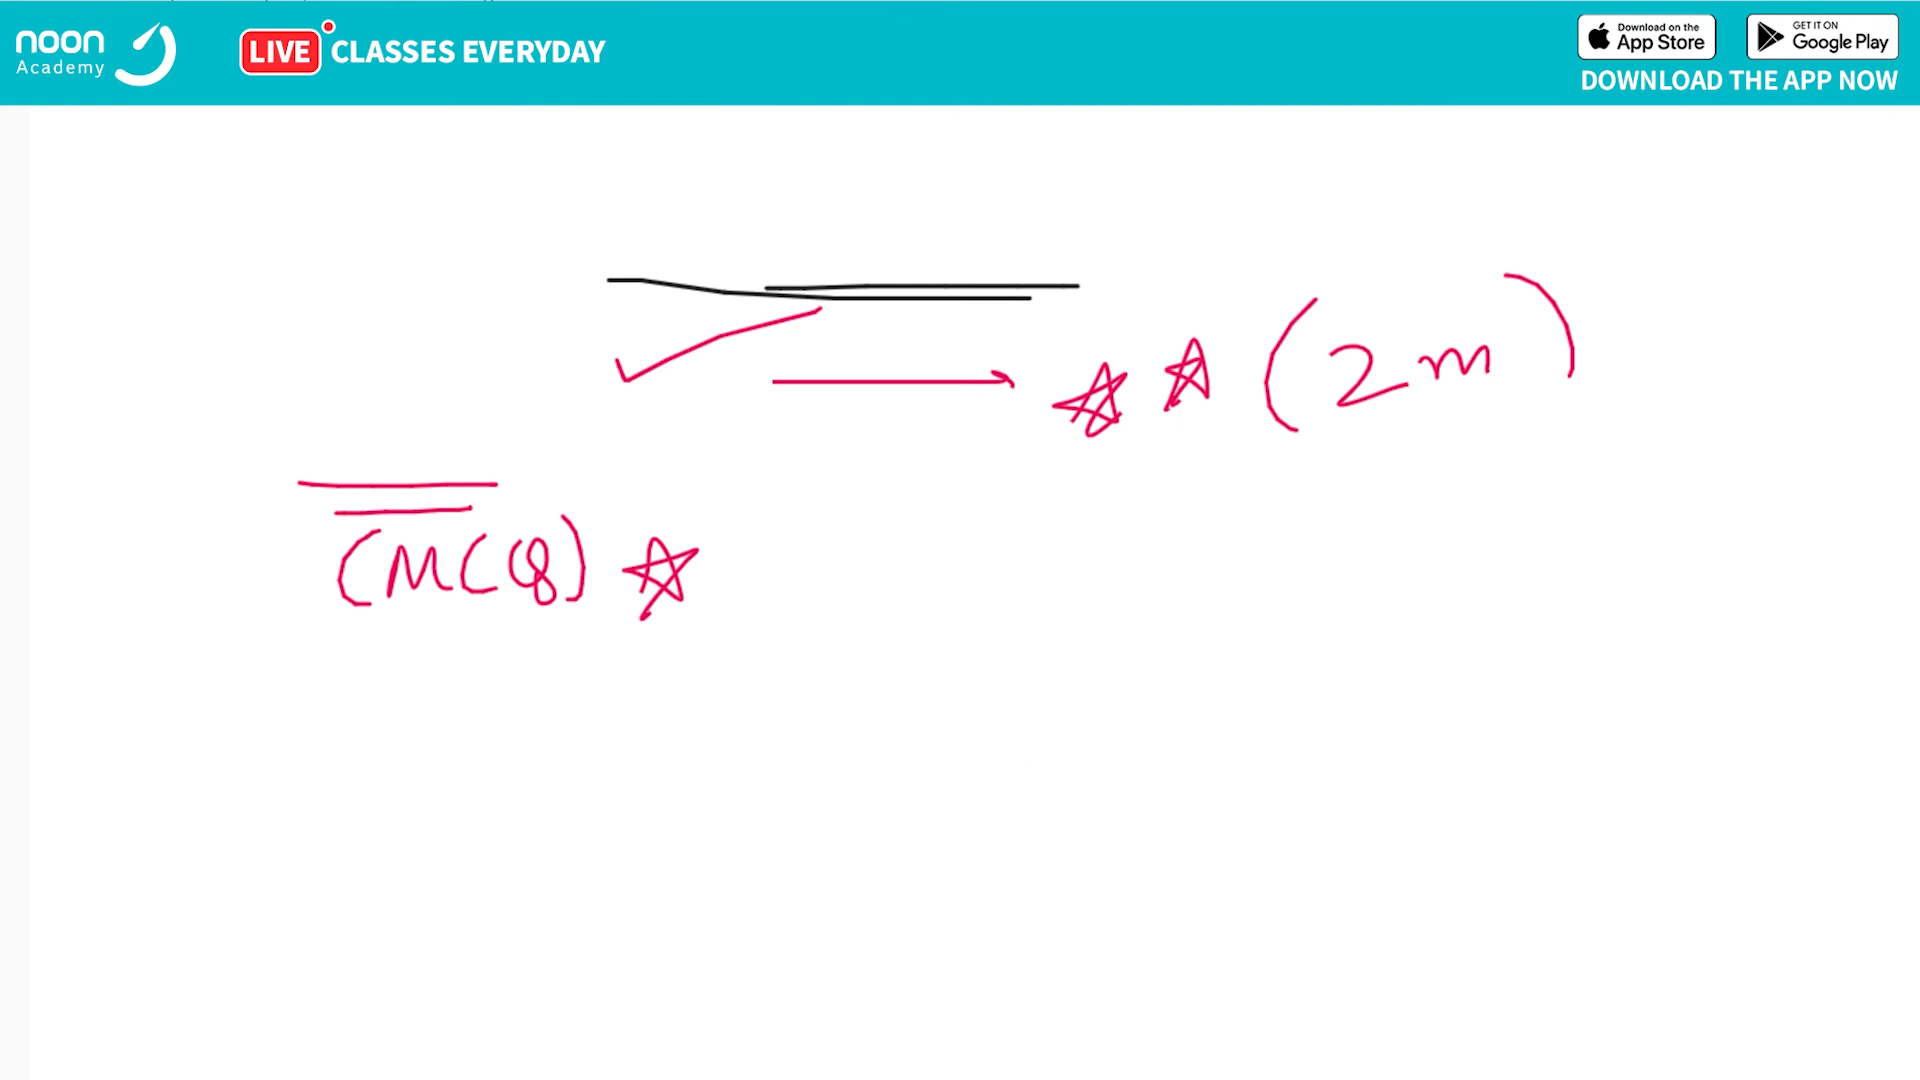 noon
Academy
LIVE CLASSES EVERYDAY
Download on the
App Store
GET IT ON
Google Play
DOWNLOAD THE APP NOW
(2m)
(MCQ)